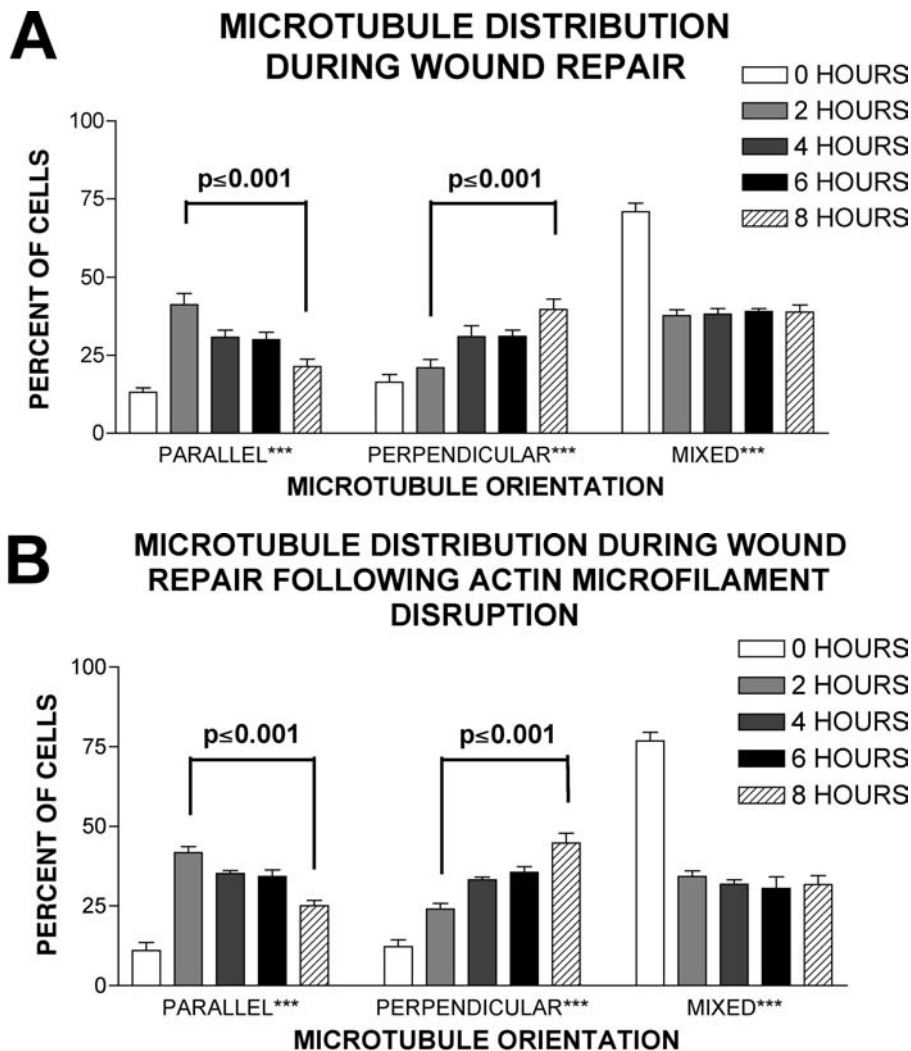 A
MICROTUBULE DISTRIBUTION
DURING WOUND REPAIR
0 HOURS
2 HOURS
4 HOURS
6 HOURS
8 HOURS
100
75
50
25
0
PERCENT OF CELLS
p≤0.001
p≤0.001
PARALLEL***
PERPENDICULAR***
MIXED***
MICROTUBULE ORIENTATION
B
MICROTUBULE DISTRIBUTION DURING WOUND
REPAIR FOLLOWING ACTIN MICROFILAMENT
DISRUPTION
0 HOURS
2 HOURS
4 HOURS
6 HOURS
8 HOURS
100
75
50
25
0
PERCENT OF CELLS
p≤0.001
p≤0.001
PARALLEL***
PERPENDICULAR***
MIXED***
MICROTUBULE ORIENTATION